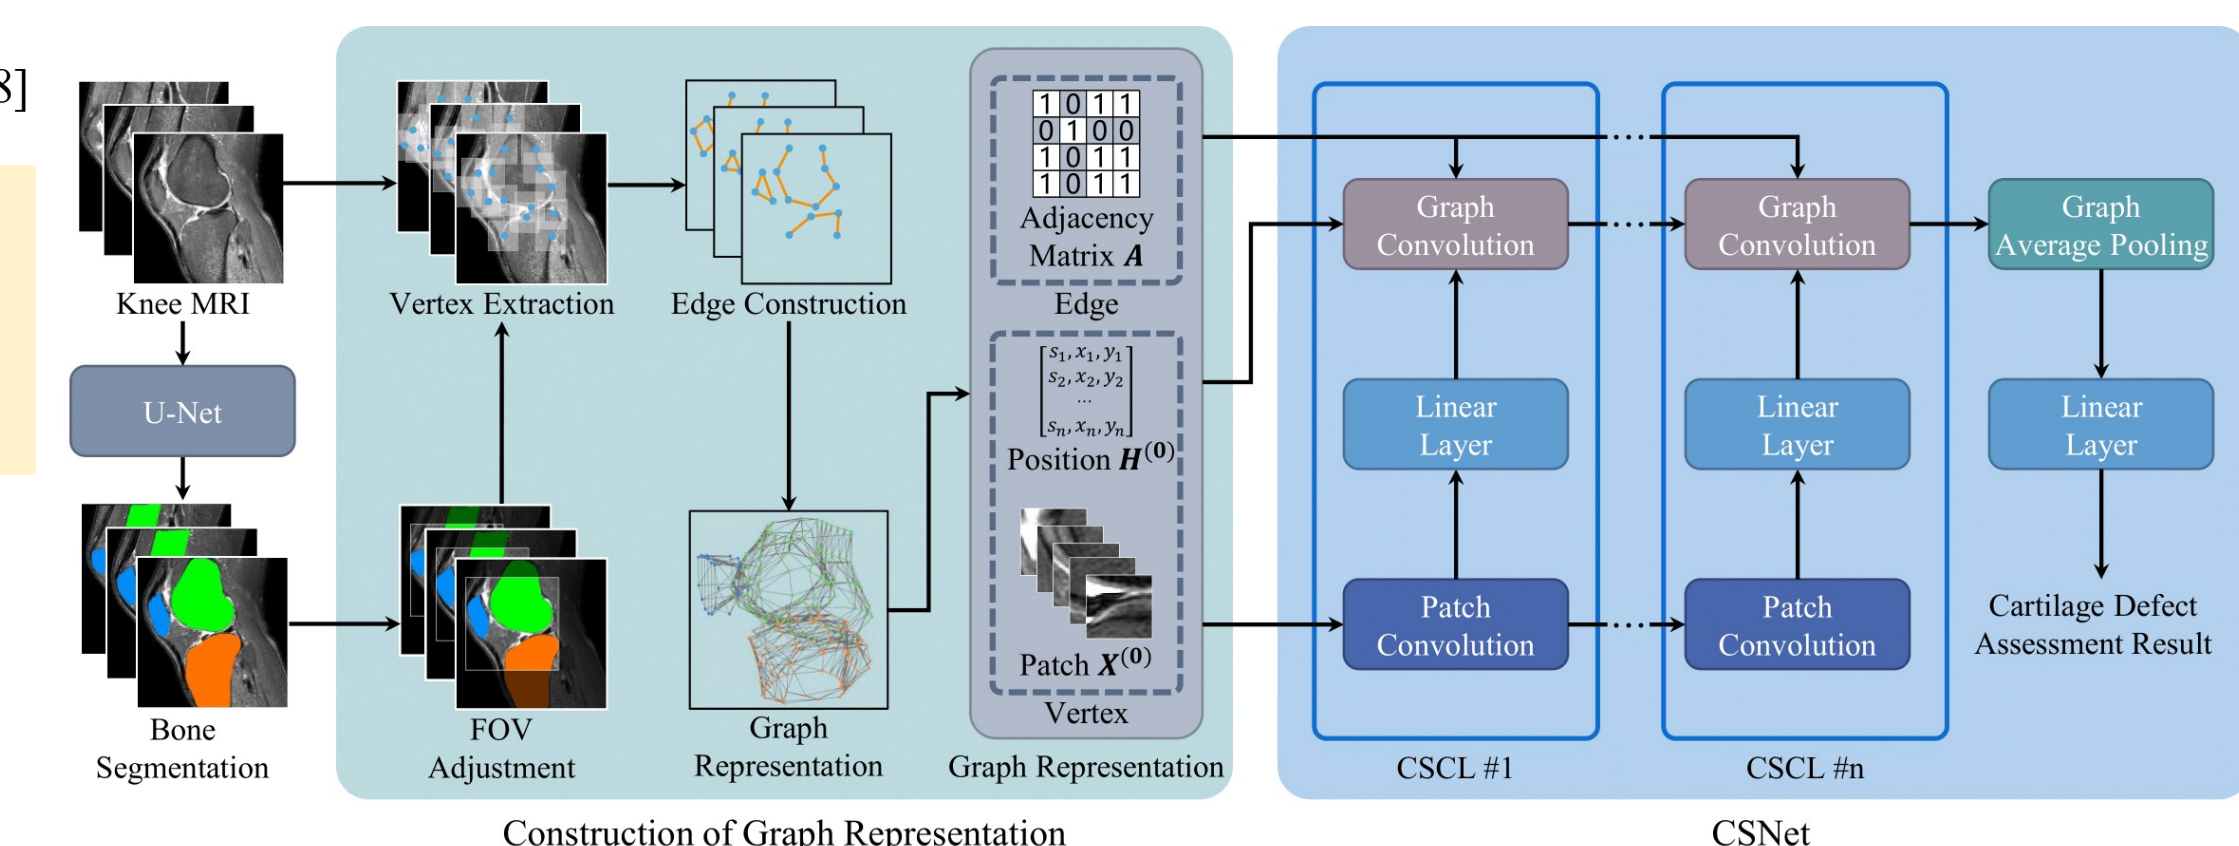 8]
Knee MRI
U-Net
Bone
Segmentation
Vertex Extraction
FOV
Adjustment
Edge Construction
Graph
Representation
1 0 1 1
0 1 0 0
1 0 1 1
1 0 1 1
Adjacency
Matrix A
Edge
s₁, x₁, y₁
s₂, x₂, y₂
...
sₙ, xₙ, yₙ
Position H⁽⁰⁾
Patch X⁽⁰⁾
Vertex
Graph Representation
Construction of Graph Representation
Graph
Convolution
Linear
Layer
Patch
Convolution
CSCL #1
...
...
...
Graph
Convolution
Linear
Layer
Patch
Convolution
CSCL #n
Graph
Average Pooling
Linear
Layer
Cartilage Defect
Assessment Result
CSNet